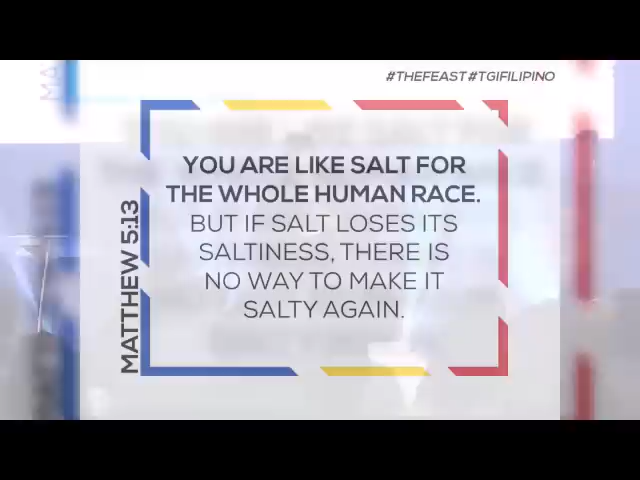 #THEFEAST #TGIFILIPINO
YOU ARE LIKE SALT FOR
THE WHOLE HUMAN RACE.
BUT IF SALT LOSES ITS
SALTINESS, THERE IS
NO WAY TO MAKE IT
SALTY AGAIN.
MATTHEW 5:13